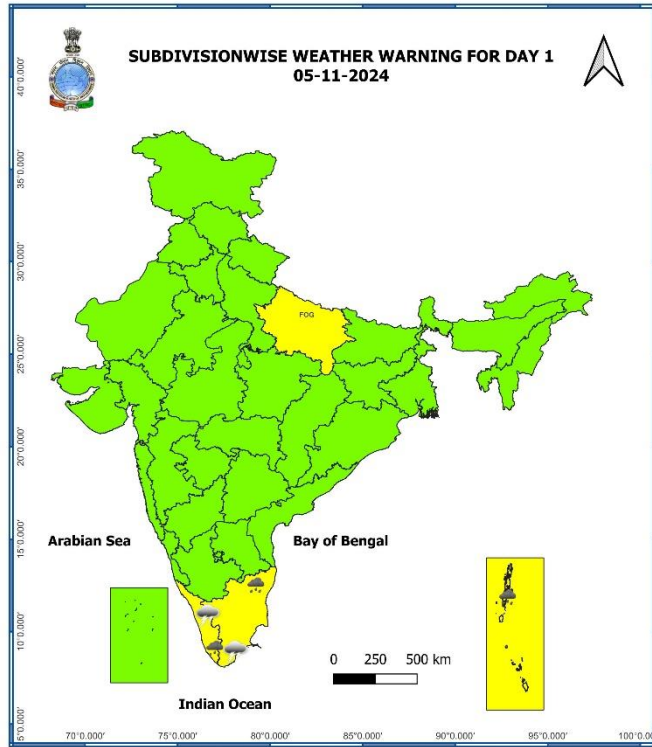 SUBDIVISIONWISE WEATHER WARNING FOR DAY 1
05-11-2024
40°0.000'
35°0.000'
30°0.000'
FOG
25°0.000'
20°0.000'
15°0.000'
Arabian Sea
Bay of Bengal
10°0.000'
0 250 500 km
Indian Ocean
5°0.000'
70°0.000' 75°0.000' 80°0.000' 85°0.000' 90°0.000' 95°0.000' 100°0.000'